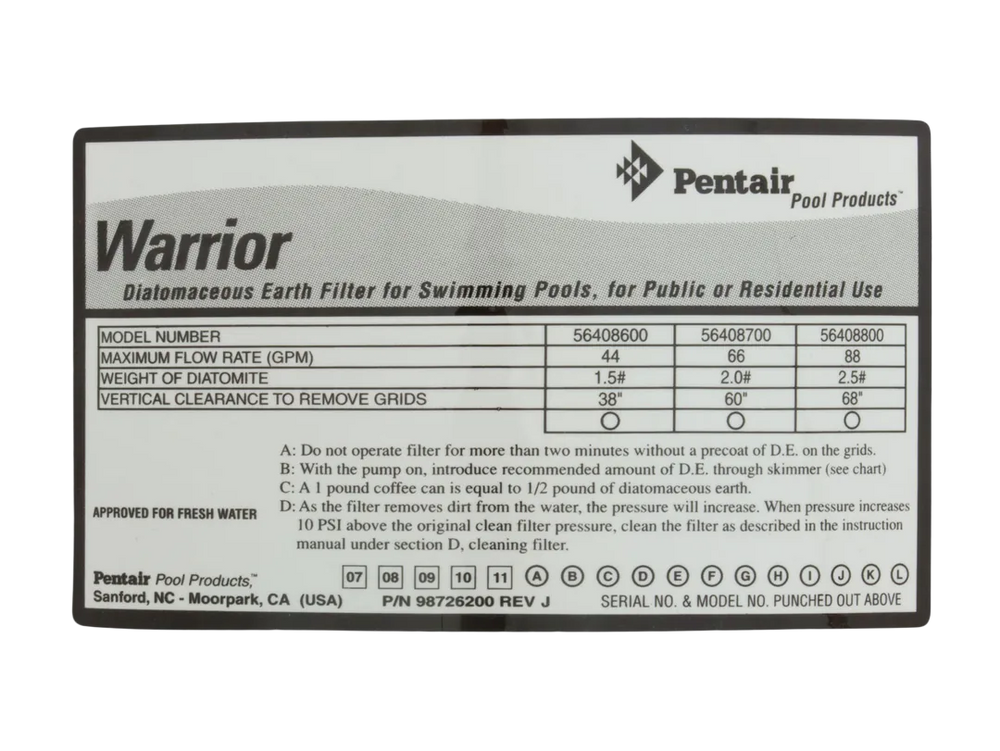 Pentair
Pool Products™
Warrior
Diatomaceous Earth Filter for Swimming Pools, for Public or Residential Use
MODEL NUMBER 56408600 56408700 56408800
MAXIMUM FLOW RATE (GPM) 44 66 88
WEIGHT OF DIATOMITE 1.5# 2.0# 2.5#
VERTICAL CLEARANCE TO REMOVE GRIDS 38" 60" 68"
A: Do not operate filter for more than two minutes without a precoat of D.E. on the grids.
B: With the pump on, introduce recommended amount of D.E. through skimmer (see chart)
C: A 1 pound coffee can is equal to 1/2 pound of diatomaceous earth.
D: As the filter removes dirt from the water, the pressure will increase. When pressure increases
10 PSI above the original clean filter pressure, clean the filter as described in the instruction
manual under section D, cleaning filter.
APPROVED FOR FRESH WATER
Pentair Pool Products,™
Sanford, NC - Moorpark, CA (USA)
07 08 09 10 11 A B C D E F G H I J K L
P/N 98726200 REV J
SERIAL NO. & MODEL NO. PUNCHED OUT ABOVE